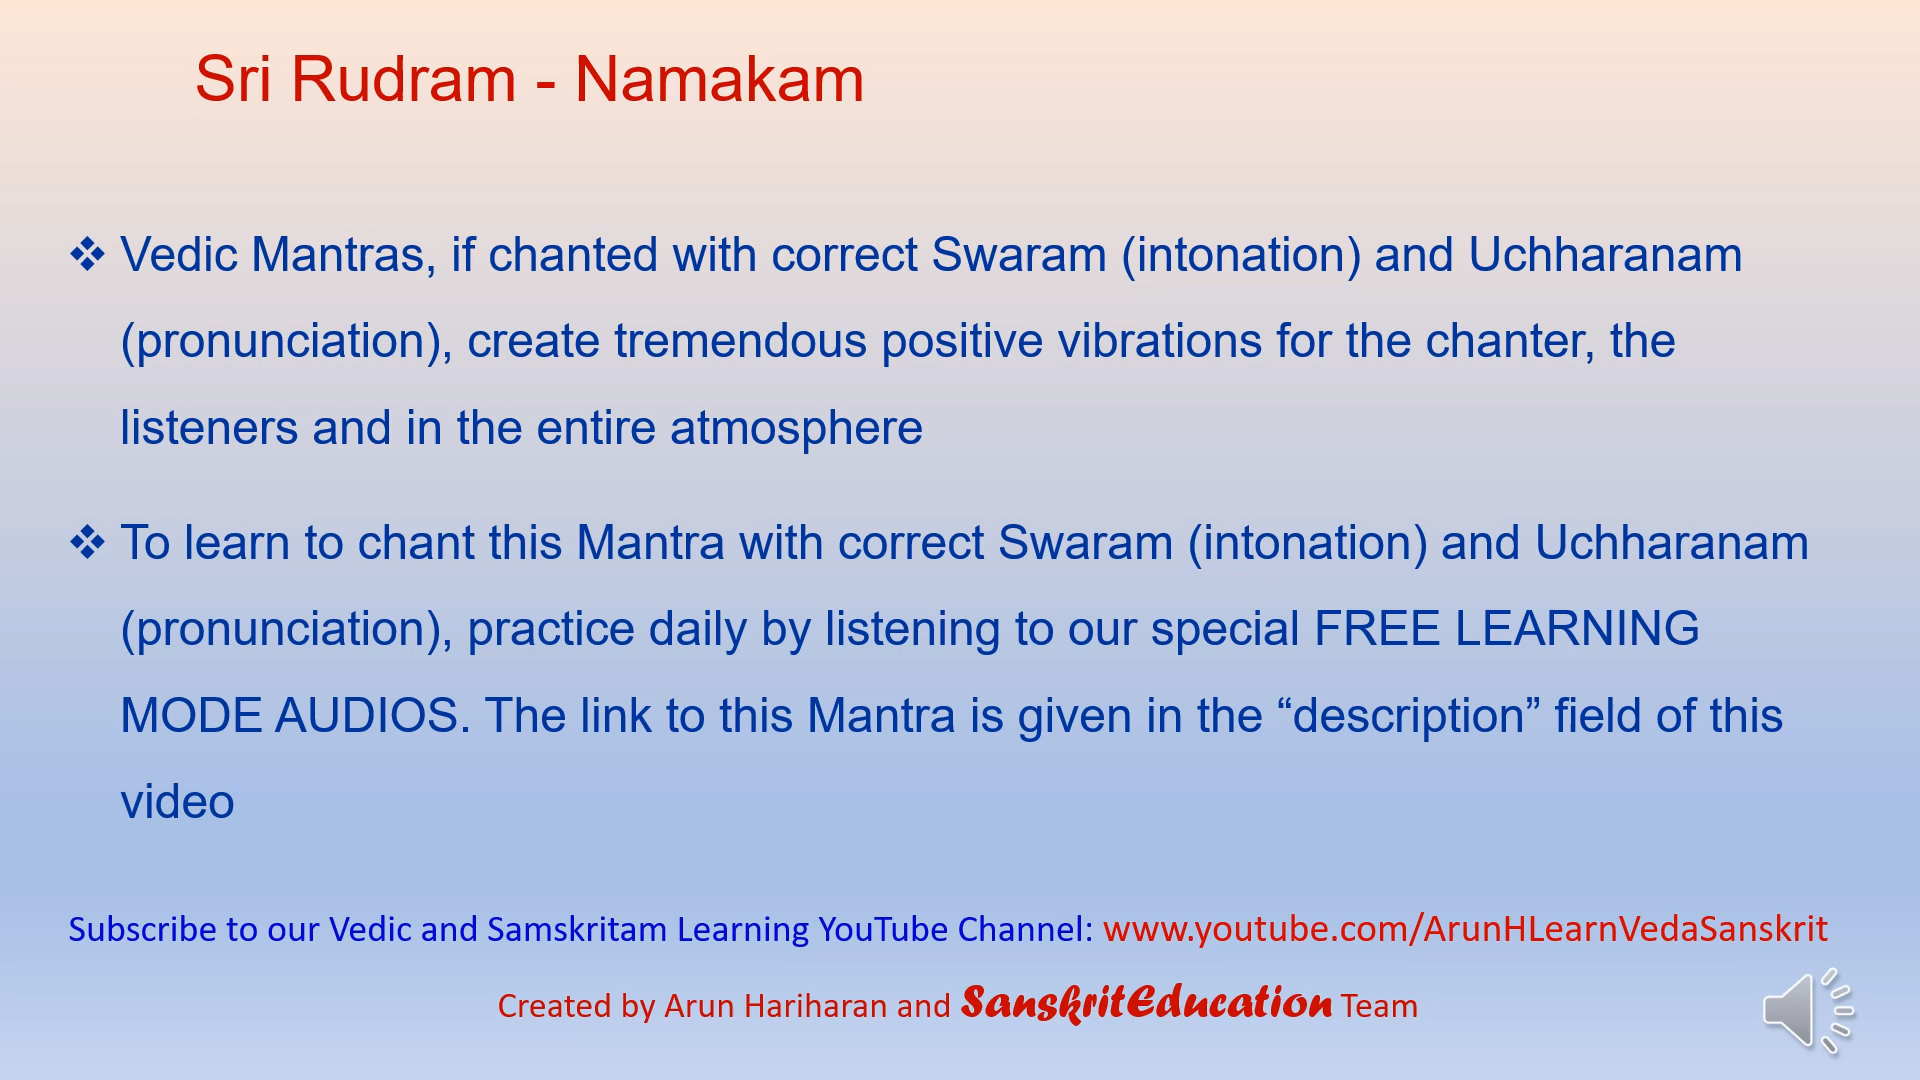 Sri Rudram - Namakam
❖ Vedic Mantras, if chanted with correct Swaram (intonation) and Uchharanam
(pronunciation), create tremendous positive vibrations for the chanter, the
listeners and in the entire atmosphere
❖ To learn to chant this Mantra with correct Swaram (intonation) and Uchharanam
(pronunciation), practice daily by listening to our special FREE LEARNING
MODE AUDIOS. The link to this Mantra is given in the “description” field of this
video
Subscribe to our Vedic and Samskritam Learning YouTube Channel: www.youtube.com/ArunHLearnVedaSanskrit
Created by Arun Hariharan and SanskritEducation Team